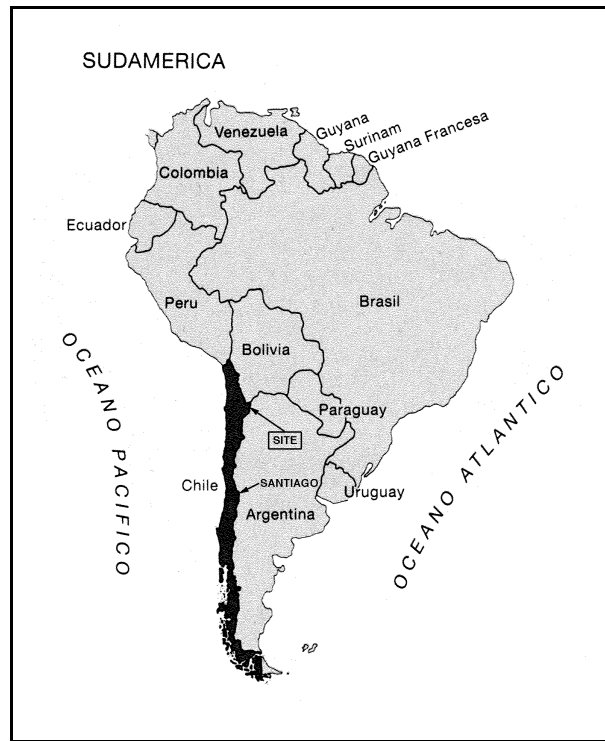 SUDAMERICA
Guyana
Surinam
Guyana Francesa
Venezuela
Colombia
Ecuador
Peru
Brasil
Bolivia
Paraguay
SITE
Chile
SANTIAGO
Uruguay
Argentina
OCEANO PACIFICO
OCEANO ATLANTICO